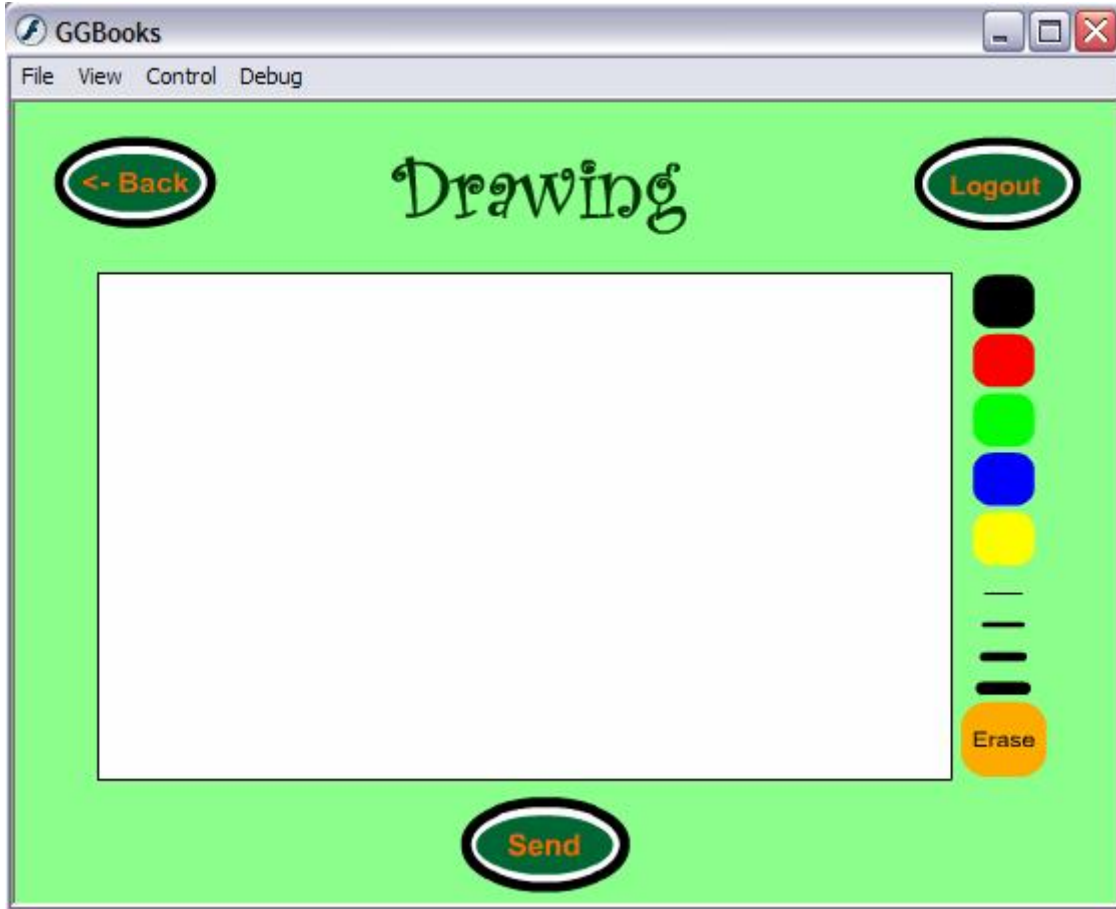 GGBooks
File View Control Debug
<- Back
Drawing
Logout
Erase
Send